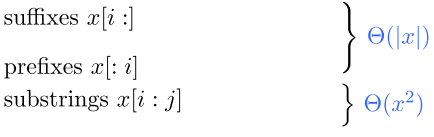 suffixes x[i :]
Θ(|x|)
prefixes x[: i]
substrings x[i : j]
Θ(x²)